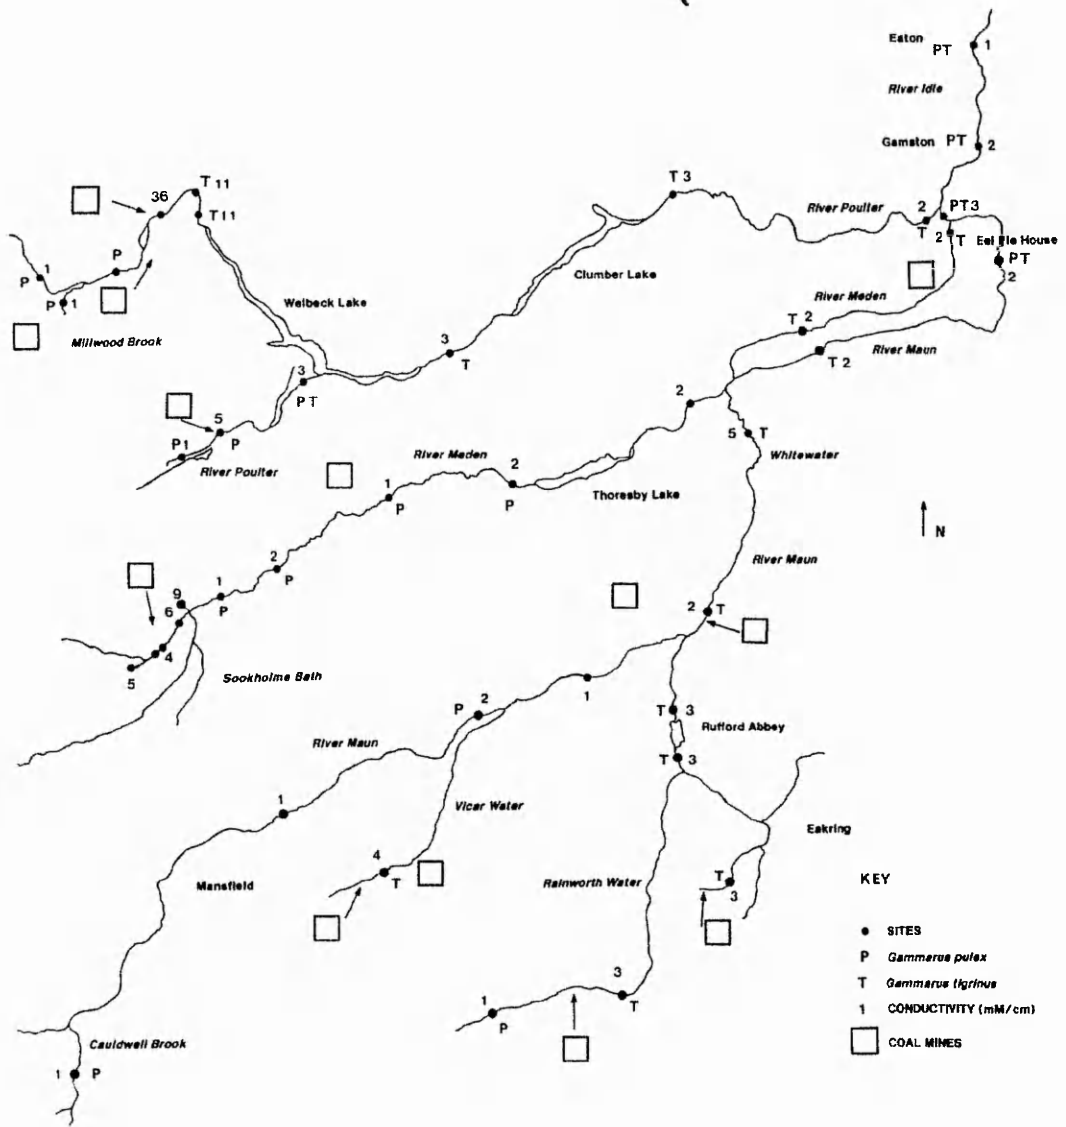 Eaton
PT
1
River Idle
Gamston
PT
2
36
T 11
T11
T 3
River Poulter
2
T
PT3
2
T
Eel Pie House
PT
2
P
1
P
P
1
Millwood Brook
Welbeck Lake
Clumber Lake
River Meden
T 2
River Maun
T 2
3
T
3
PT
5
P
P1
River Poulter
2
5
T
Whitewater
River Meden
1
P
2
P
Thoresby Lake
N
River Maun
2
P
1
P
9
6
4
5
Sookholme Bath
2
T
1
P
2
T
3
Rufford Abbey
T
3
River Maun
Vicar Water
1
Eakring
4
T
Mansfield
Rainworth Water
T
3
KEY
SITES
P Gammarus pulex
T Gammarus tigrinus
1 CONDUCTIVITY (mM/cm)
COAL MINES
3
T
1
P
Cauldwell Brook
1
P